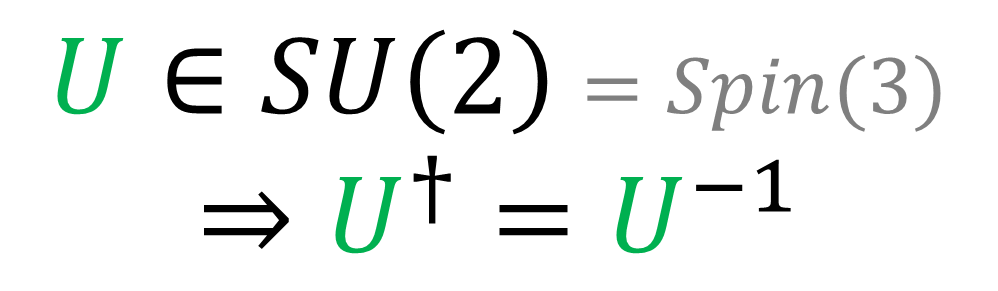 U ∈ SU(2) = Spin(3)
⇒ U† = U⁻¹